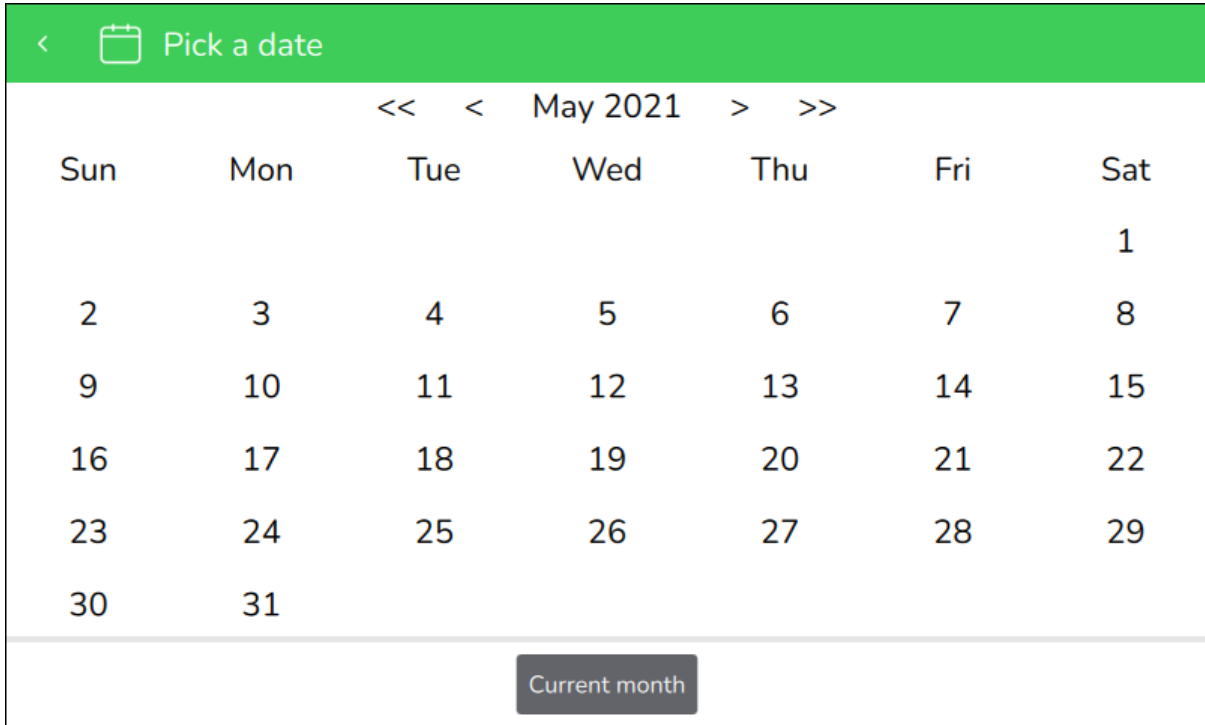 < Pick a date
<< < May 2021 > >>
Sun Mon Tue Wed Thu Fri Sat
1
2 3 4 5 6 7 8
9 10 11 12 13 14 15
16 17 18 19 20 21 22
23 24 25 26 27 28 29
30 31
Current month